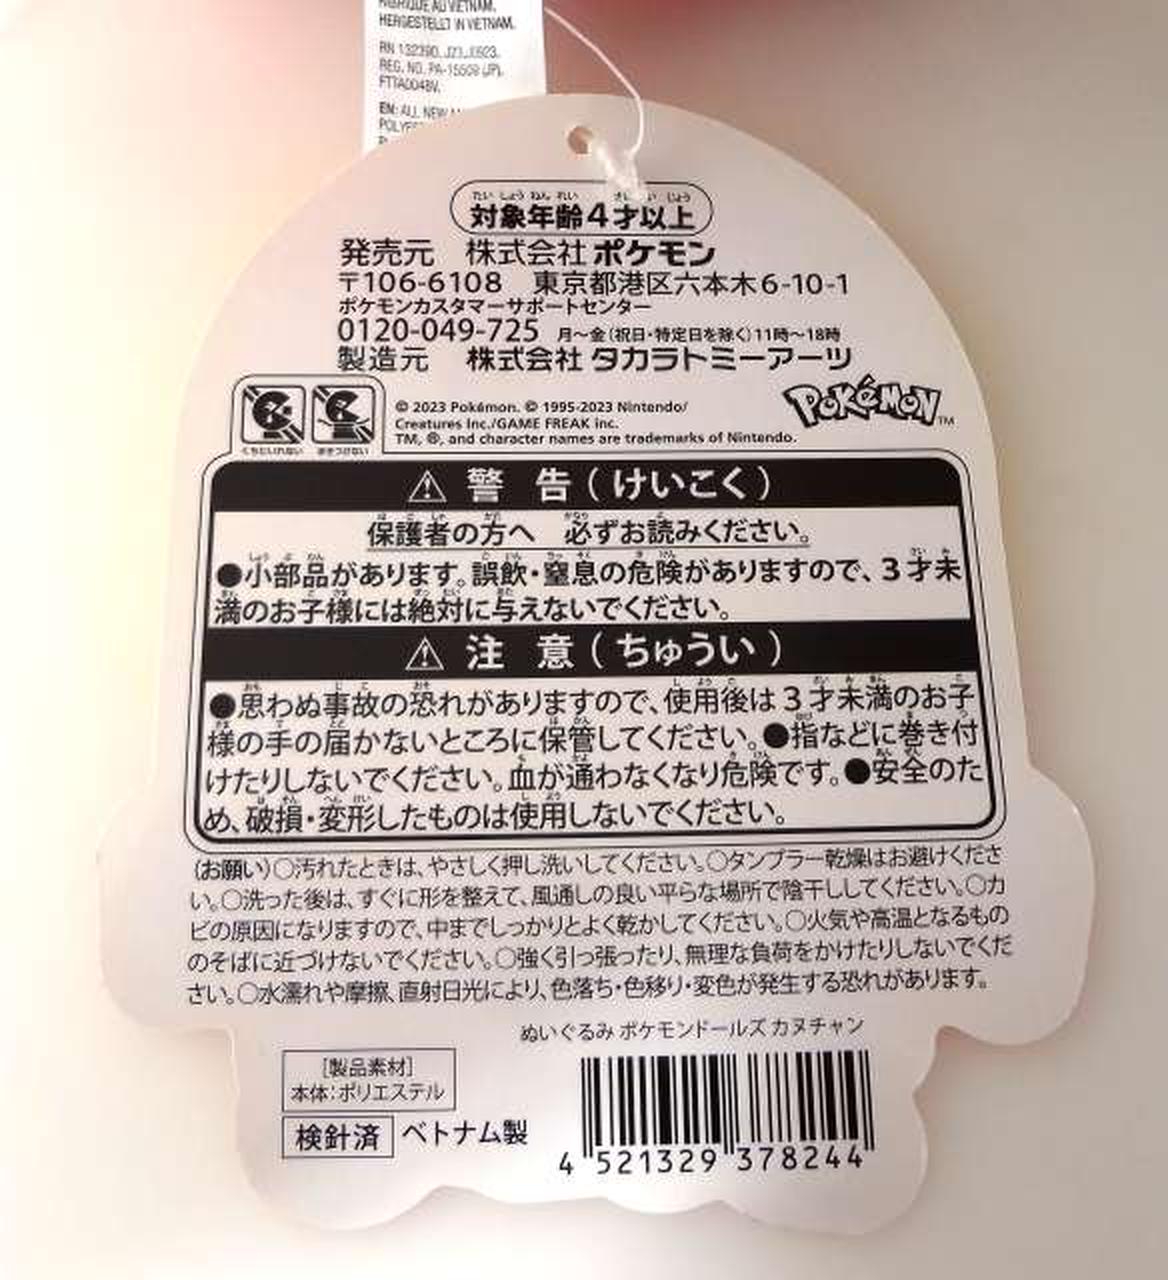 FABRIQUÉ AU VIETNAM.
HERGESTELLT IN VIETNAM.
RN 132390, J21, E623.
REG. NO. PA-15509 (JP).
EN: ALL NEW
対象年齢4才以上
発売元 株式会社ポケモン
〒106-6108 東京都港区六本木6-10-1
ポケモンカスタマーサポートセンター
0120-049-725 月〜金(祝日・特定日を除く)11時〜18時
製造元 株式会社タカラトミーアーツ
くちにいれない 火をつけない
© 2023 Pokémon. © 1995-2023 Nintendo/
Creatures Inc./GAME FREAK inc.
TM, ®, and character names are trademarks of Nintendo.
POKéMON TM
⚠ 警告(けいこく)
保護者の方へ 必ずお読みください。
●小部品があります。誤飲・窒息の危険がありますので、3才未
満のお子様には絶対に与えないでください。
⚠ 注意(ちゅうい)
●思わぬ事故の恐れがありますので、使用後は3才未満のお子
様の手の届かないところに保管してください。●指などに巻き付
けたりしないでください。血が通わなくなり危険です。●安全のた
め、破損・変形したものは使用しないでください。
(お願い)○汚れたときは、やさしく押し洗いしてください。○タンブラー乾燥はお避けくださ
い。○洗った後は、すぐに形を整えて、風通しの良い平らな場所で陰干ししてください。○カ
ビの原因になりますので、中までしっかりとよく乾かしてください。○火気や高温となるもの
のそばに近づけないでください。○強く引っ張ったり、無理な負荷をかけたりしないでくだ
さい。○水濡れや摩擦、直射日光により、色落ち・色移り・変色が発生する恐れがあります。
ぬいぐるみ ポケモンドールズ カヌチャン
[製品素材]
本体:ポリエステル
検針済 ベトナム製
4 521329 378244